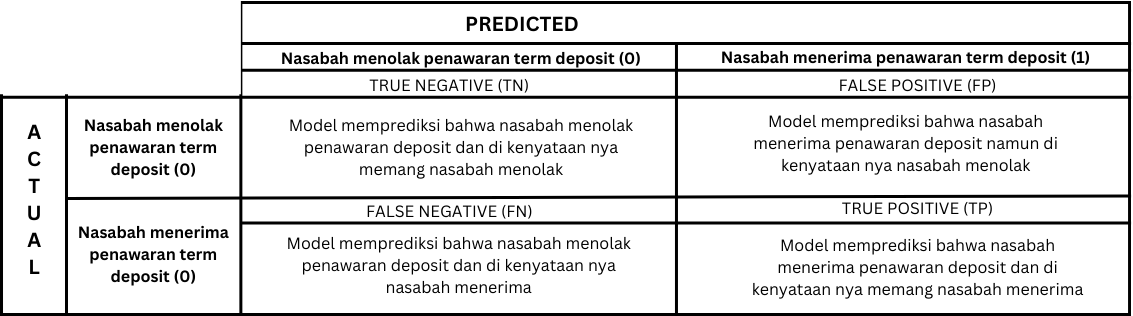 PREDICTED
Nasabah menolak penawaran term deposit (0)
Nasabah menerima penawaran term deposit (1)
TRUE NEGATIVE (TN)
FALSE POSITIVE (FP)
ACTUAL
Nasabah menolak
penawaran term
deposit (0)
Model memprediksi bahwa nasabah menolak
penawaran deposit dan di kenyataan nya
memang nasabah menolak
Model memprediksi bahwa nasabah
menerima penawaran deposit namun di
kenyataan nya nasabah menolak
FALSE NEGATIVE (FN)
TRUE POSITIVE (TP)
Nasabah menerima
penawaran term
deposit (0)
Model memprediksi bahwa nasabah menolak
penawaran deposit dan di kenyataan nya
nasabah menerima
Model memprediksi bahwa nasabah
menerima penawaran deposit dan di
kenyataan nya memang nasabah menerima